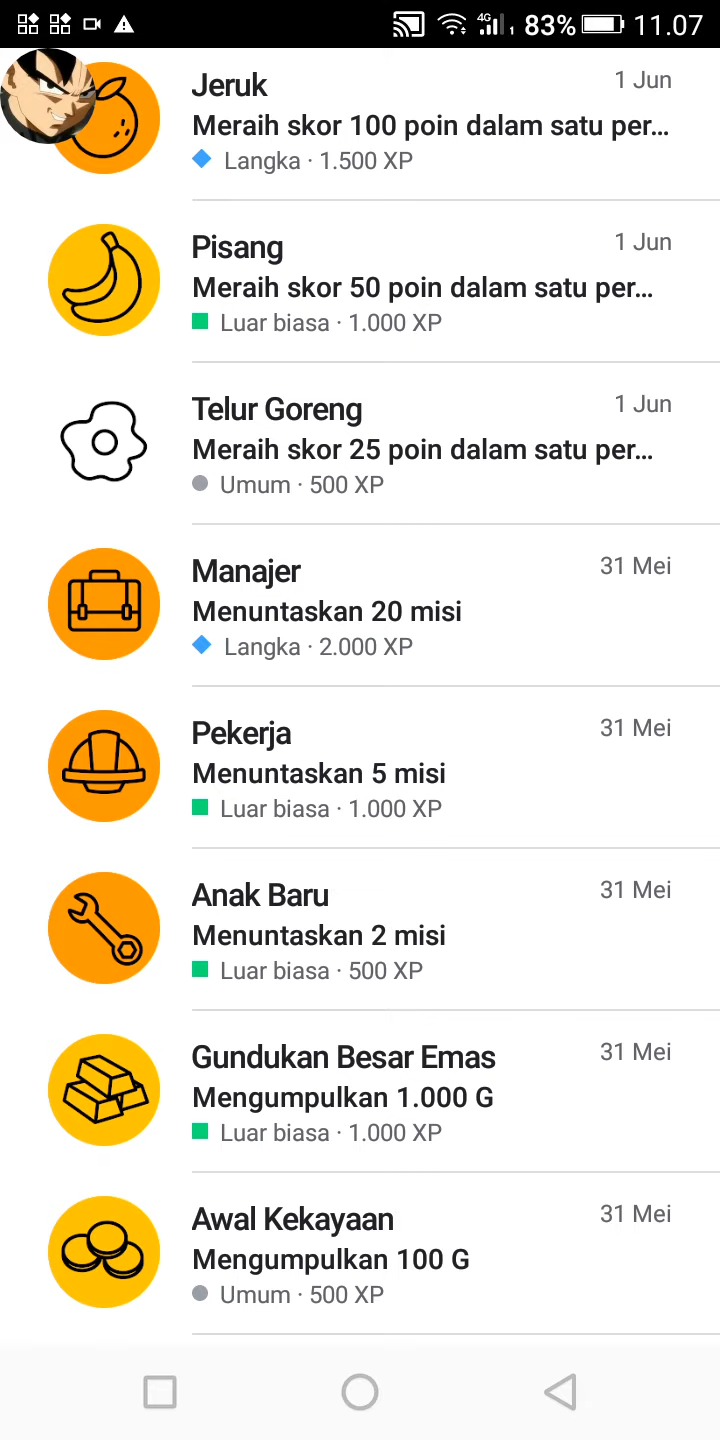 4G 1 83% 11.07
Jeruk 1 Jun
Meraih skor 100 poin dalam satu per...
Langka · 1.500 XP
Pisang 1 Jun
Meraih skor 50 poin dalam satu per...
Luar biasa · 1.000 XP
Telur Goreng 1 Jun
Meraih skor 25 poin dalam satu per...
Umum · 500 XP
Manajer 31 Mei
Menuntaskan 20 misi
Langka · 2.000 XP
Pekerja 31 Mei
Menuntaskan 5 misi
Luar biasa · 1.000 XP
Anak Baru 31 Mei
Menuntaskan 2 misi
Luar biasa · 500 XP
Gundukan Besar Emas 31 Mei
Mengumpulkan 1.000 G
Luar biasa · 1.000 XP
Awal Kekayaan 31 Mei
Mengumpulkan 100 G
Umum · 500 XP